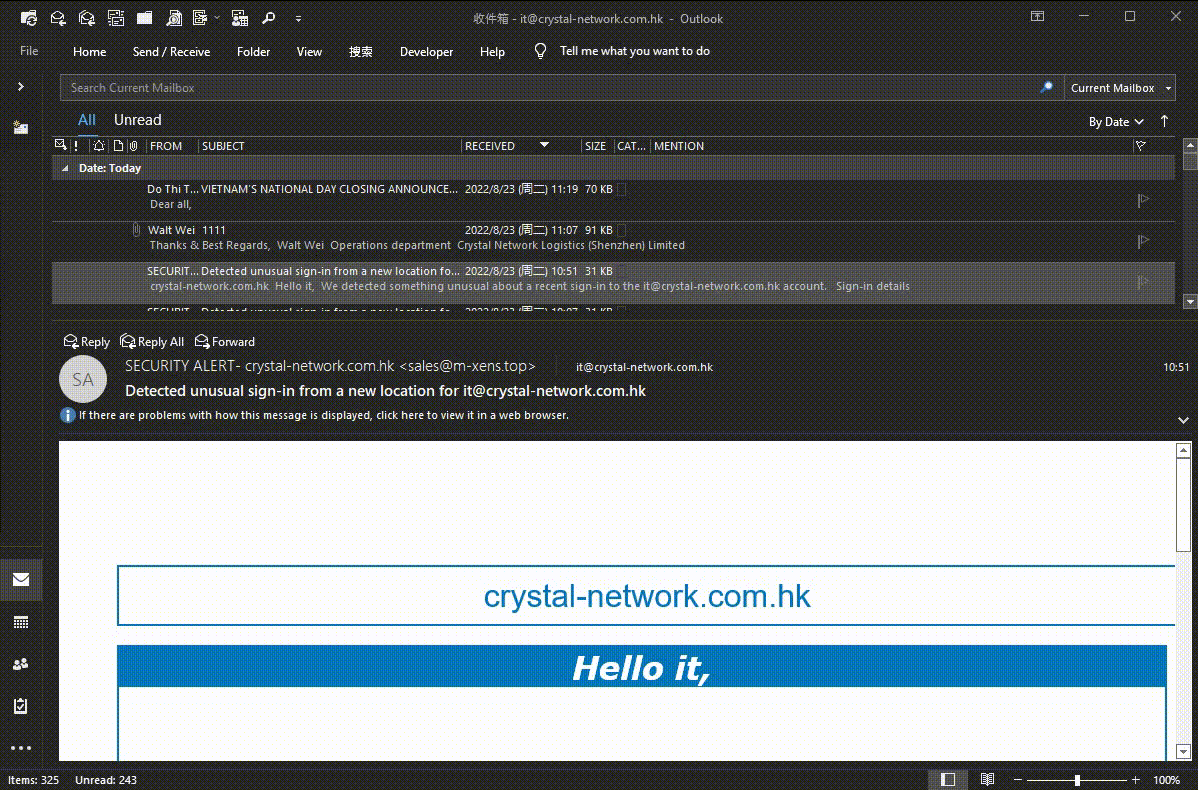 收件箱 - it@crystal-network.com.hk - Outlook
File Home Send / Receive Folder View 搜索 Developer Help Tell me what you want to do
Search Current Mailbox Current Mailbox
All Unread By Date
! FROM SUBJECT RECEIVED SIZE CAT... MENTION
Date: Today
Do Thi T... VIETNAM'S NATIONAL DAY CLOSING ANNOUNCE... 2022/8/23 (周二) 11:19 70 KB
Dear all,
Walt Wei 1111 2022/8/23 (周二) 11:07 91 KB
Thanks & Best Regards, Walt Wei Operations department Crystal Network Logistics (Shenzhen) Limited
SECURIT... Detected unusual sign-in from a new location fo... 2022/8/23 (周二) 10:51 31 KB
crystal-network.com.hk Hello it, We detected something unusual about a recent sign-in to the it@crystal-network.com.hk account. Sign-in details
Reply Reply All Forward
SA SECURITY ALERT- crystal-network.com.hk <sales@m-xens.top> it@crystal-network.com.hk 10:51
Detected unusual sign-in from a new location for it@crystal-network.com.hk
If there are problems with how this message is displayed, click here to view it in a web browser.
crystal-network.com.hk
Hello it,
Items: 325 Unread: 243 100%